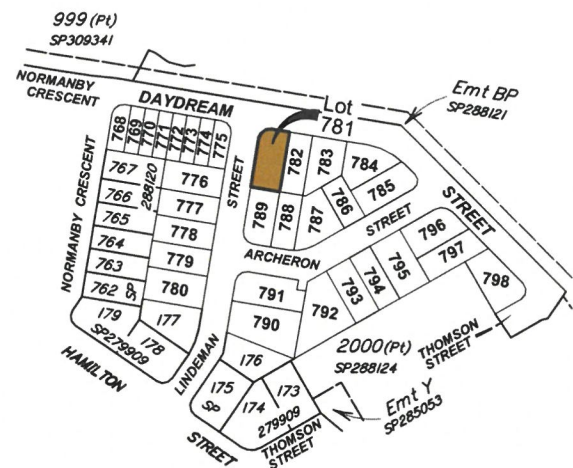 999 (Pt)
SP309341
NORMANBY
CRESCENT
DAYDREAM
Lot
781
Emt BP
SP288121
768
769
770
771
772
773
774
775
STREET
782
783
784
785
786
787
788
789
STREET
767
766
765
764
763
762
SP
288120
NORMANBY CRESCENT
776
777
778
779
780
ARCHERON
STREET
796
797
798
795
794
793
792
791
790
179
SP279909
178
177
HAMILTON
LINDEMAN
176
175
SP
174
173
279909
STREET
THOMSON
STREET
2000(Pt)
SP288124
THOMSON
STREET
Emt Y
SP285053